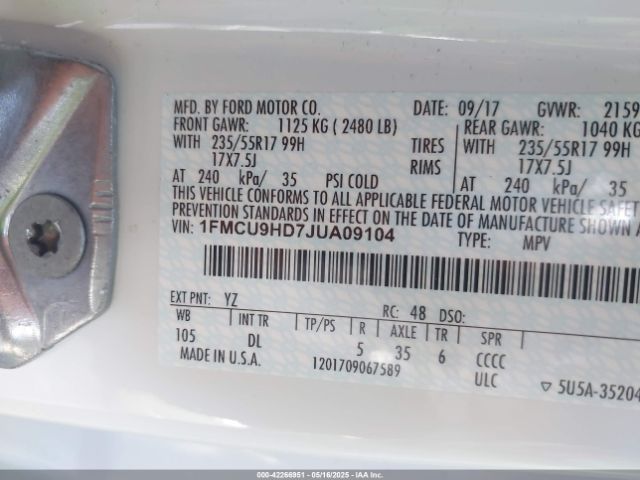 MFD. BY FORD MOTOR CO. DATE: 09/17 GVWR: 2159
FRONT GAWR: 1125 KG ( 2480 LB) REAR GAWR: 1040 KG
WITH 235/55R17 99H TIRES WITH 235/55R17 99H
17X7.5J RIMS 17X7.5J
AT 240 kPa/ 35 PSI COLD AT 240 kPa/ 35
THIS VEHICLE CONFORMS TO ALL APPLICABLE FEDERAL MOTOR VEHICLE SAFET
PREVENTION STANDARDS IN EFFECT ON THE DATE OF MANUFACTURE SHOWN A
VIN: 1FMCU9HD7JUA09104 TYPE: MPV
EXT PNT: YZ RC: 48 DSO:
WB INT TR TP/PS R AXLE TR SPR
105 DL 5 35 6 CCCC
MADE IN U.S.A. 1201709067589 ULC ▽ 5U5A-35204
000-42266951 - 05/16/2025 - IAAI.COM